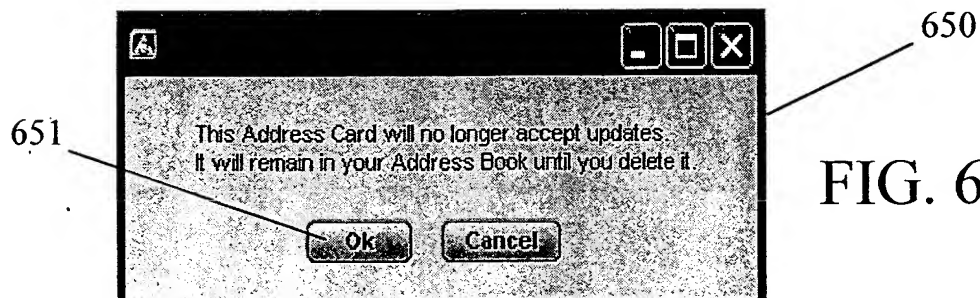 650
651
This Address Card will no longer accept updates.
It will remain in your Address Book until you delete it.
FIG. 6
Ok Cancel